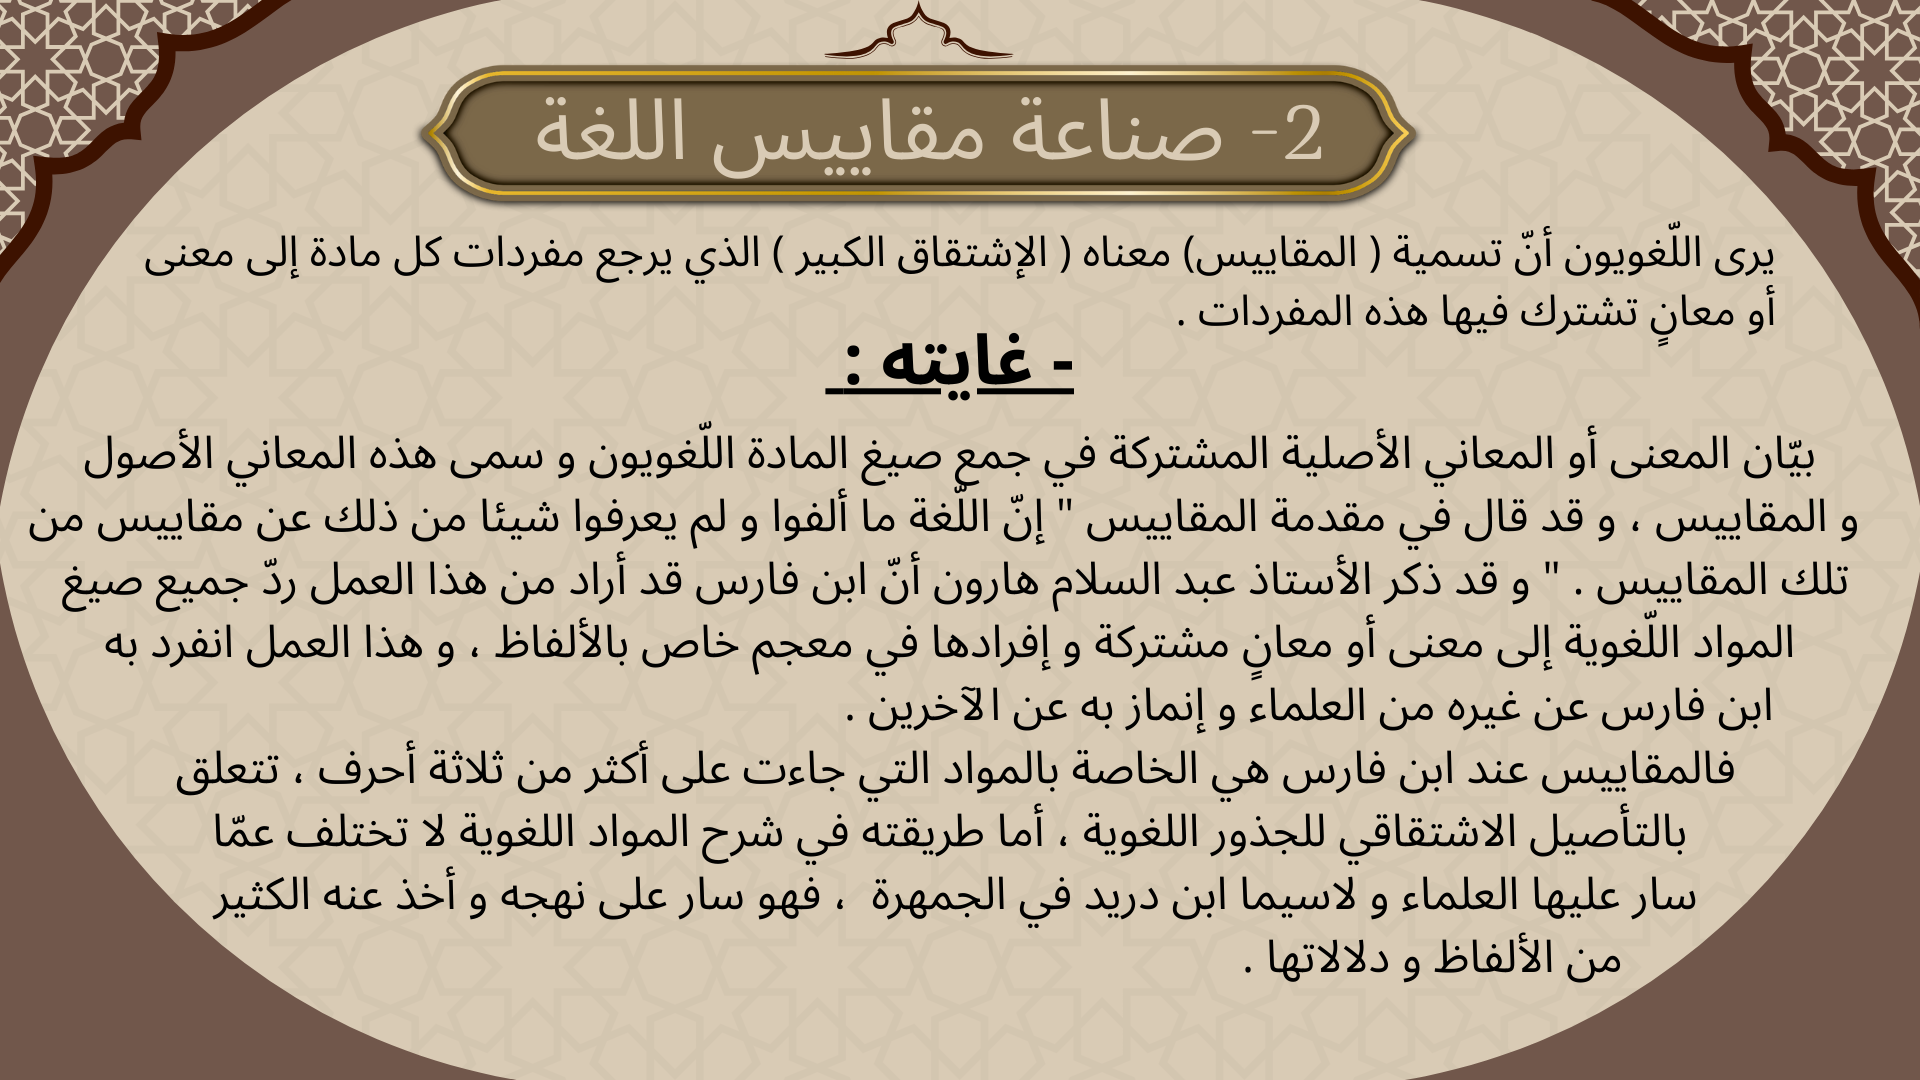 2- صناعة مقاييس اللغة
يرى اللّغويون أنّ تسمية ( المقاييس) معناه ( الإشتقاق الكبير ) الذي يرجع مفردات كل مادة إلى معنى
أو معانٍ تشترك فيها هذه المفردات .
- غايته :
بيّان المعنى أو المعاني الأصلية المشتركة في جمع صيغ المادة اللّغويون و سمى هذه المعاني الأصول
و المقاييس ، و قد قال في مقدمة المقاييس " إنّ اللّغة ما ألفوا و لم يعرفوا شيئا من ذلك عن مقاييس من
تلك المقاييس . " و قد ذكر الأستاذ عبد السلام هارون أنّ ابن فارس قد أراد من هذا العمل ردّ جميع صيغ
المواد اللّغوية إلى معنى أو معانٍ مشتركة و إفرادها في معجم خاص بالألفاظ ، و هذا العمل انفرد به
ابن فارس عن غيره من العلماء و إنماز به عن الآخرين .
فالمقاييس عند ابن فارس هي الخاصة بالمواد التي جاءت على أكثر من ثلاثة أحرف ، تتعلق
بالتأصيل الاشتقاقي للجذور اللغوية ، أما طريقته في شرح المواد اللغوية لا تختلف عمّا
سار عليها العلماء و لاسيما ابن دريد في الجمهرة ، فهو سار على نهجه و أخذ عنه الكثير
من الألفاظ و دلالاتها .